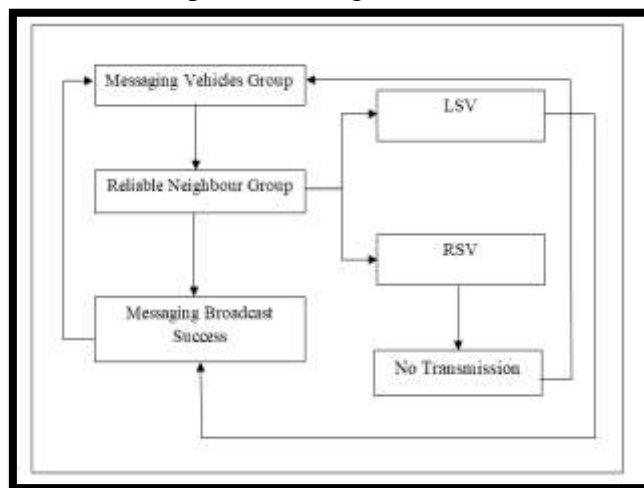 Messaging Vehicles Group
LSV
Reliable Neighbour Group
RSV
Messaging Broadcast
Success
No Transmission